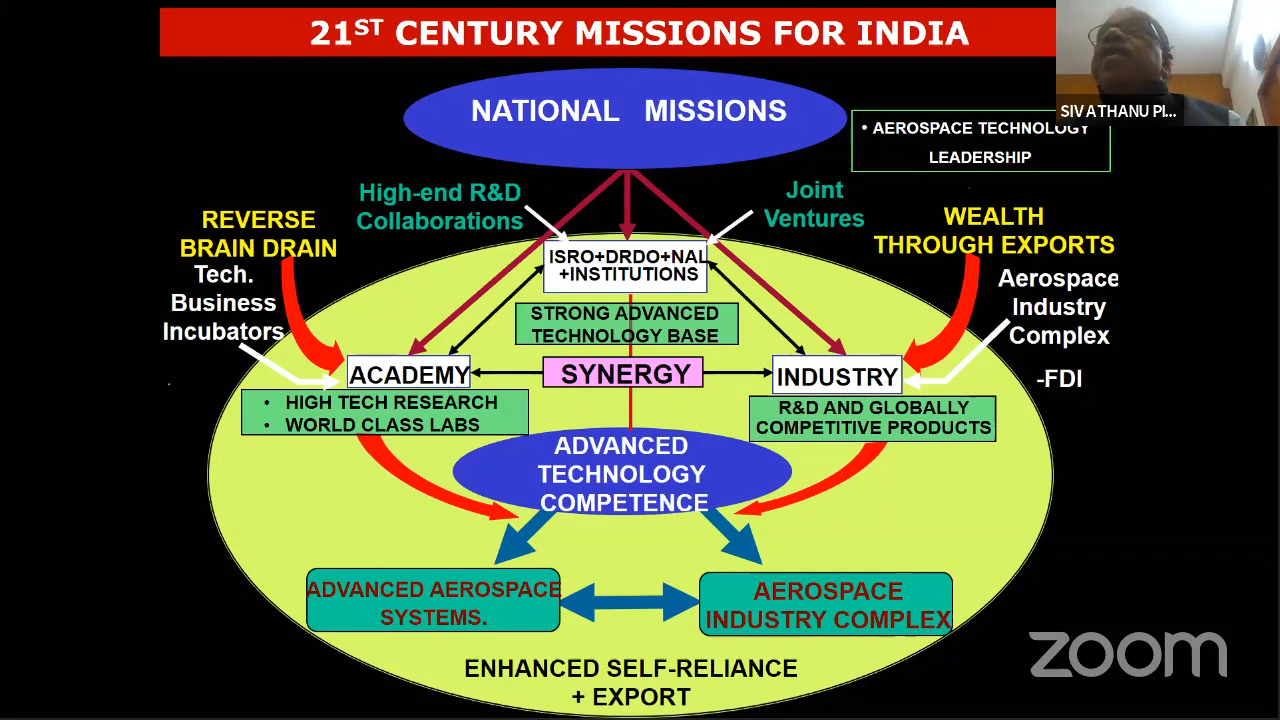 21ST CENTURY MISSIONS FOR INDIA
SIVATHANU PI...
NATIONAL MISSIONS
• AEROSPACE TECHNOLOGY
LEADERSHIP
High-end R&D
Collaborations
Joint
Ventures
REVERSE
BRAIN DRAIN
WEALTH
THROUGH EXPORTS
Tech.
Business
Incubators
ISRO+DRDO+NAL
+INSTITUTIONS
Aerospace
Industry
Complex
-FDI
STRONG ADVANCED
TECHNOLOGY BASE
ACADEMY
SYNERGY
INDUSTRY
• HIGH TECH RESEARCH
• WORLD CLASS LABS
R&D AND GLOBALLY
COMPETITIVE PRODUCTS
ADVANCED
TECHNOLOGY
COMPETENCE
ADVANCED AEROSPACE
SYSTEMS.
AEROSPACE
INDUSTRY COMPLEX
ENHANCED SELF-RELIANCE
+ EXPORT
zoom